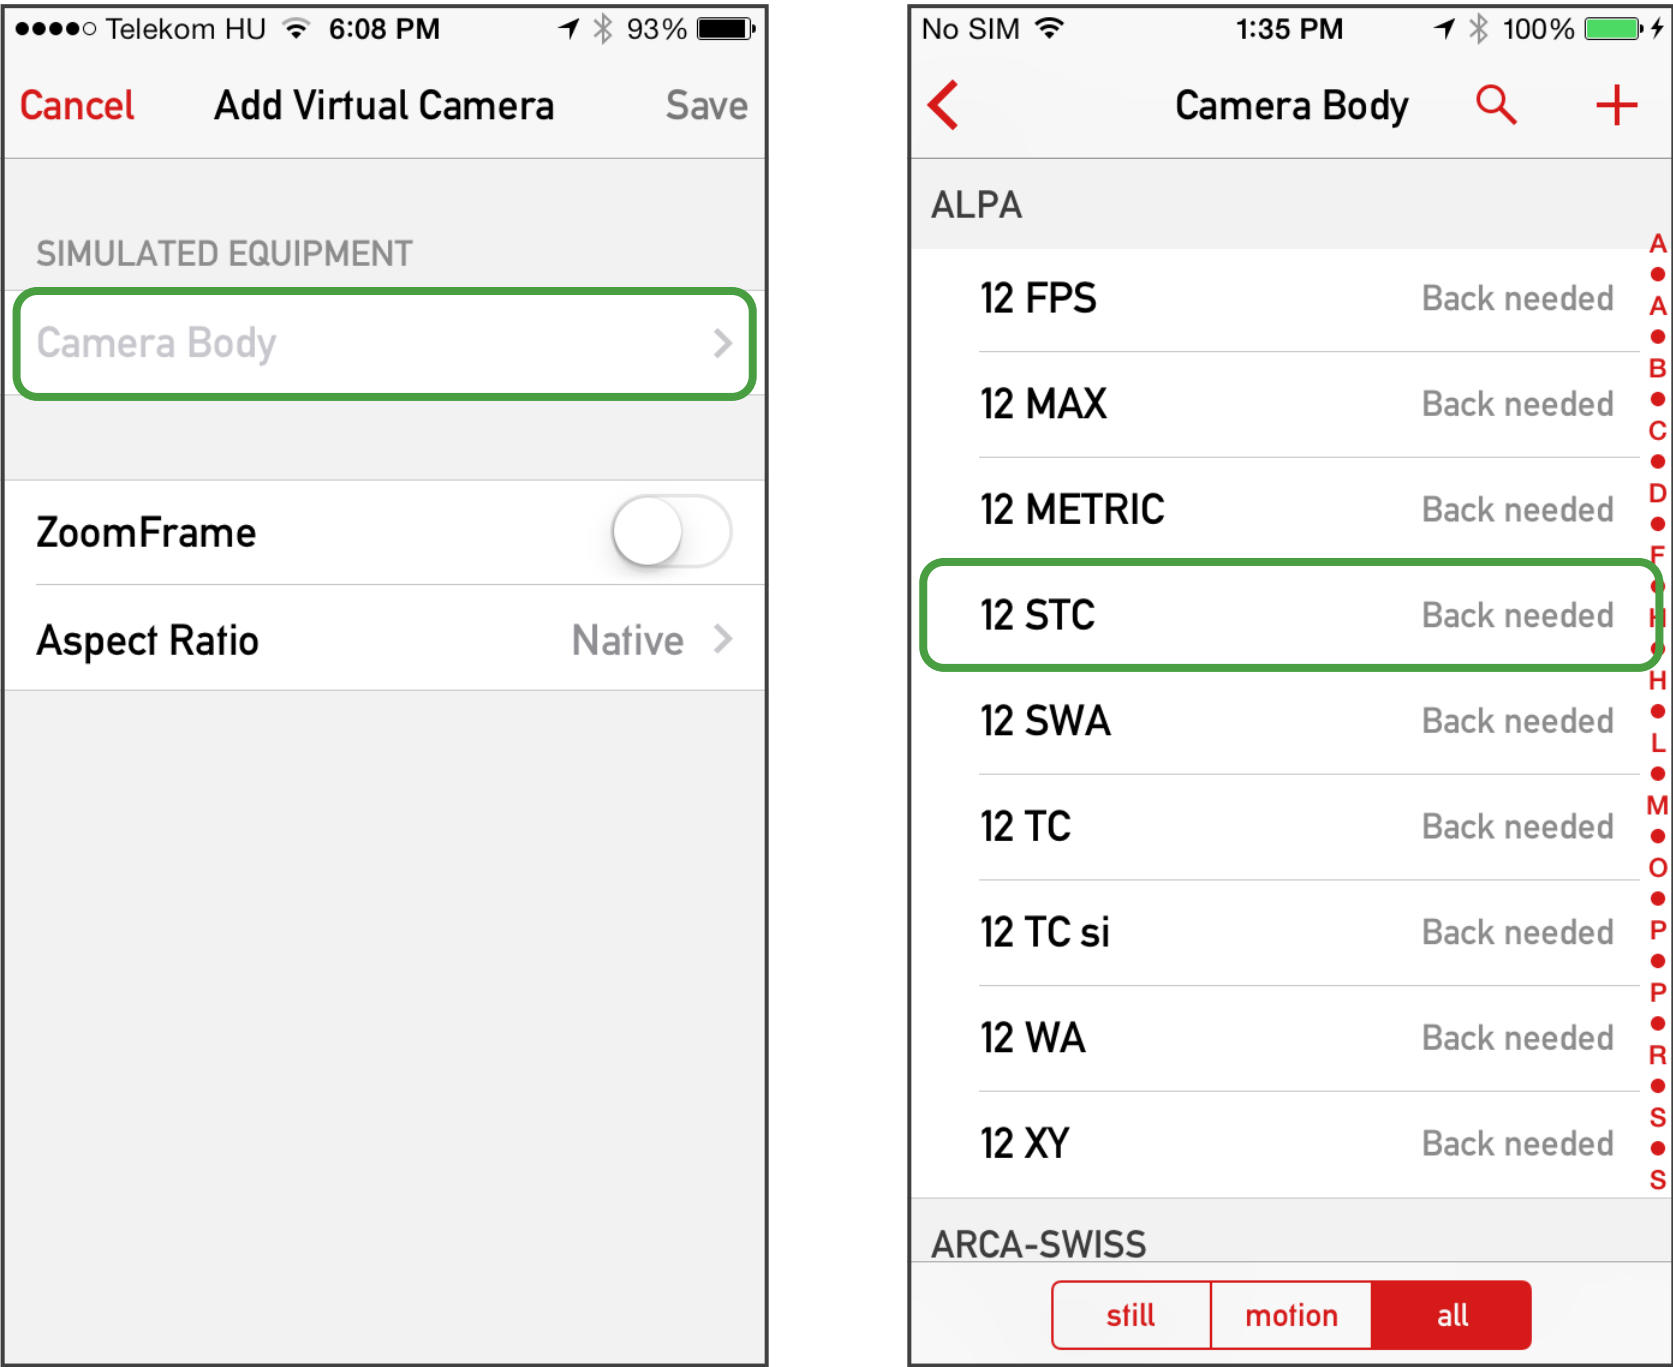 Telekom HU 6:08 PM 93%
Cancel Add Virtual Camera Save
SIMULATED EQUIPMENT
Camera Body
ZoomFrame
Aspect Ratio Native
No SIM 1:35 PM 100%
Camera Body
ALPA
12 FPS Back needed
12 MAX Back needed
12 METRIC Back needed
12 STC Back needed
12 SWA Back needed
12 TC Back needed
12 TC si Back needed
12 WA Back needed
12 XY Back needed
ARCA-SWISS
still motion all
A
A
B
C
D
F
H
H
L
M
O
P
P
R
S
S